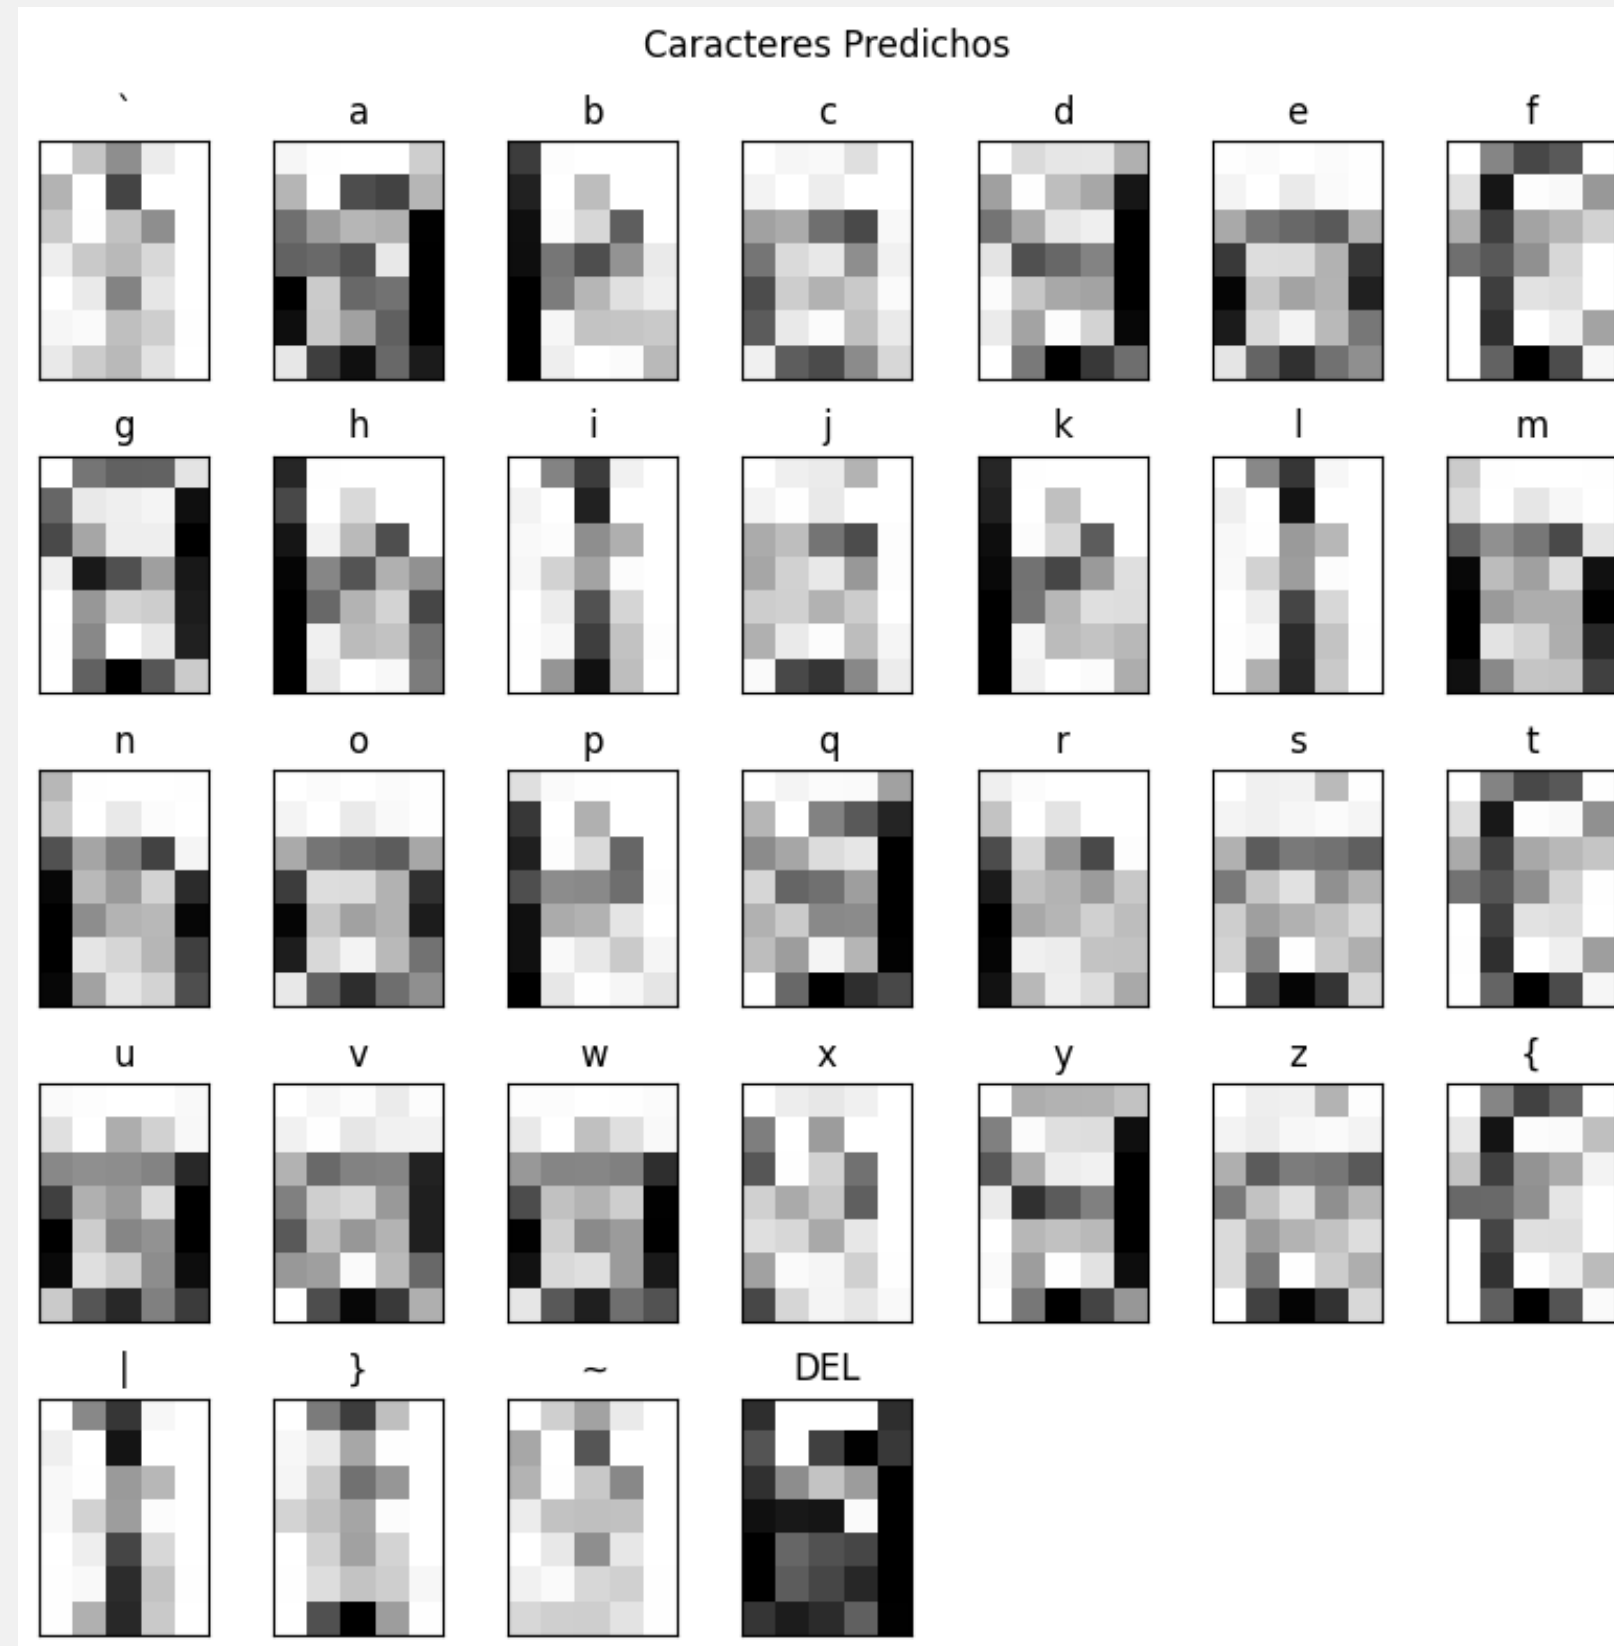 Caracteres Predichos
` a b c d e f
g h i j k l m
n o p q r s t
u v w x y z {
| } ~ DEL